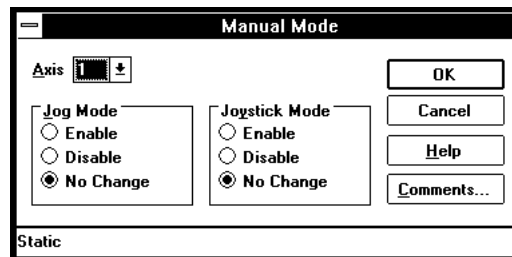 Manual Mode
Axis 1
OK
Jog Mode
Enable
Disable
No Change
Joystick Mode
Enable
Disable
No Change
Cancel
Help
Comments...
Static